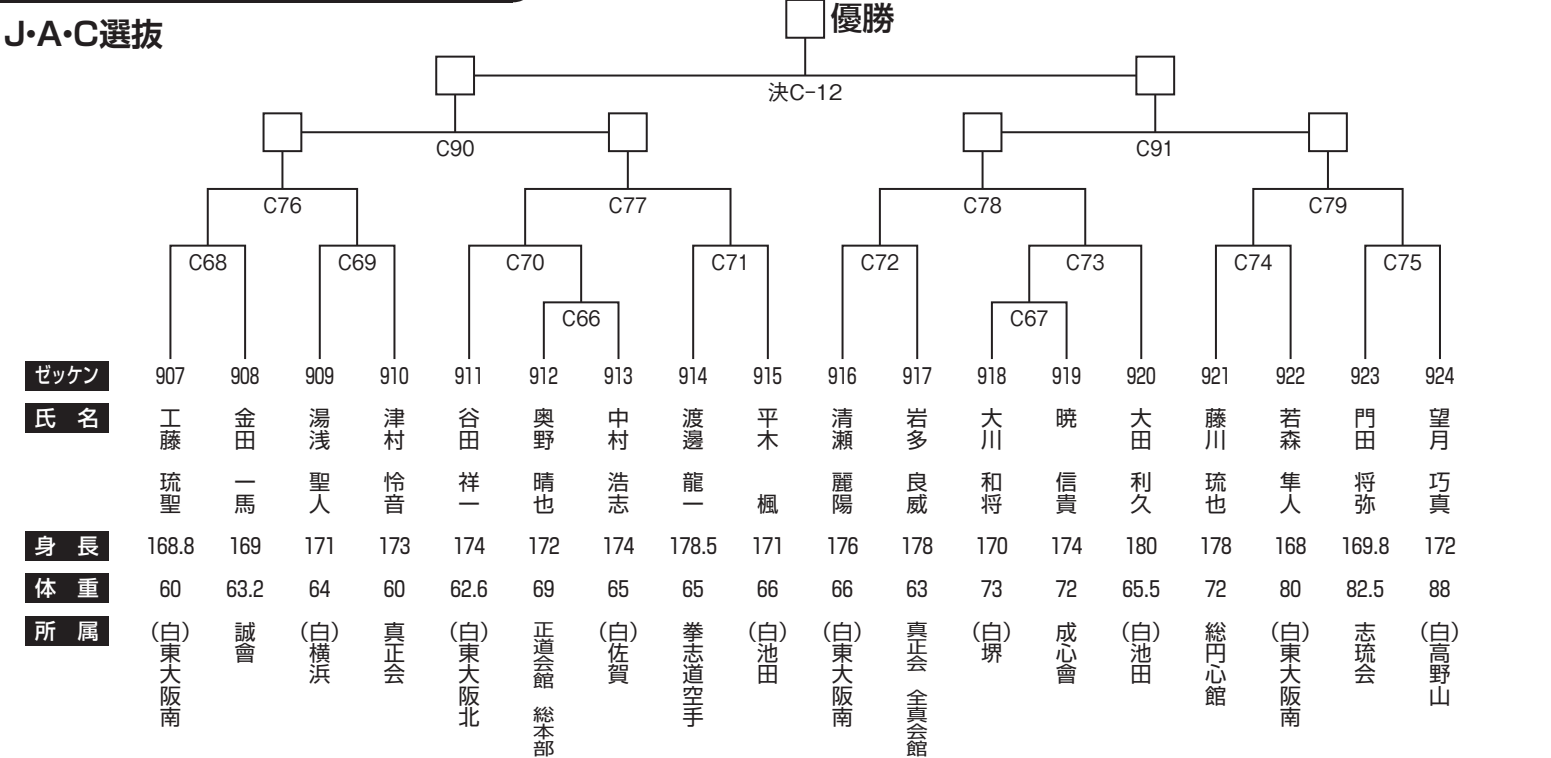 J・A・C選抜
優勝
決C-12
C90 C91
C76 C77 C78 C79
C68 C69 C70 C71 C72 C73 C74 C75
C66 C67
ゼッケン 907 908 909 910 911 912 913 914 915 916 917 918 919 920 921 922 923 924
氏名 工藤琉聖 金田一馬 湯浅聖人 津村怜音 谷田祥一 奥野晴也 中村浩志 渡邊龍一 平木楓 清瀬麗陽 岩多良威 大川和将 暁信貴 大田利久 藤川琉也 若森隼人 門田将弥 望月巧真
身長 168.8 169 171 173 174 172 174 178.5 171 176 178 170 174 180 178 168 169.8 172
体重 60 63.2 64 60 62.6 69 65 65 66 66 63 73 72 65.5 72 80 82.5 88
所属 (白)東大阪南 誠會 (白)横浜 真正会 (白)東大阪北 正道会館 総本部 (白)佐賀 拳志道空手 (白)池田 (白)東大阪南 真正会 全真会館 (白)堺 成心會 (白)池田 総円心館 (白)東大阪南 志琉会 (白)高野山